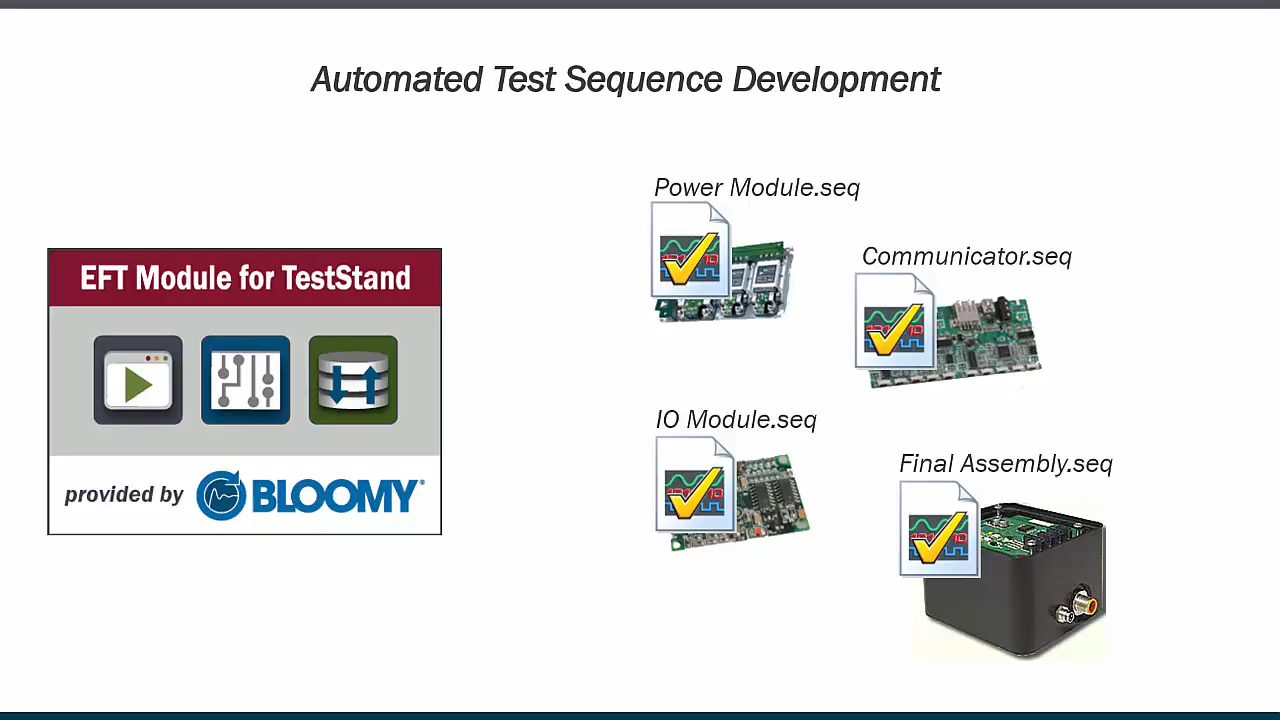 Automated Test Sequence Development
Power Module.seq
Communicator.seq
EFT Module for TestStand
IO Module.seq
Final Assembly.seq
provided by BLOOMY®